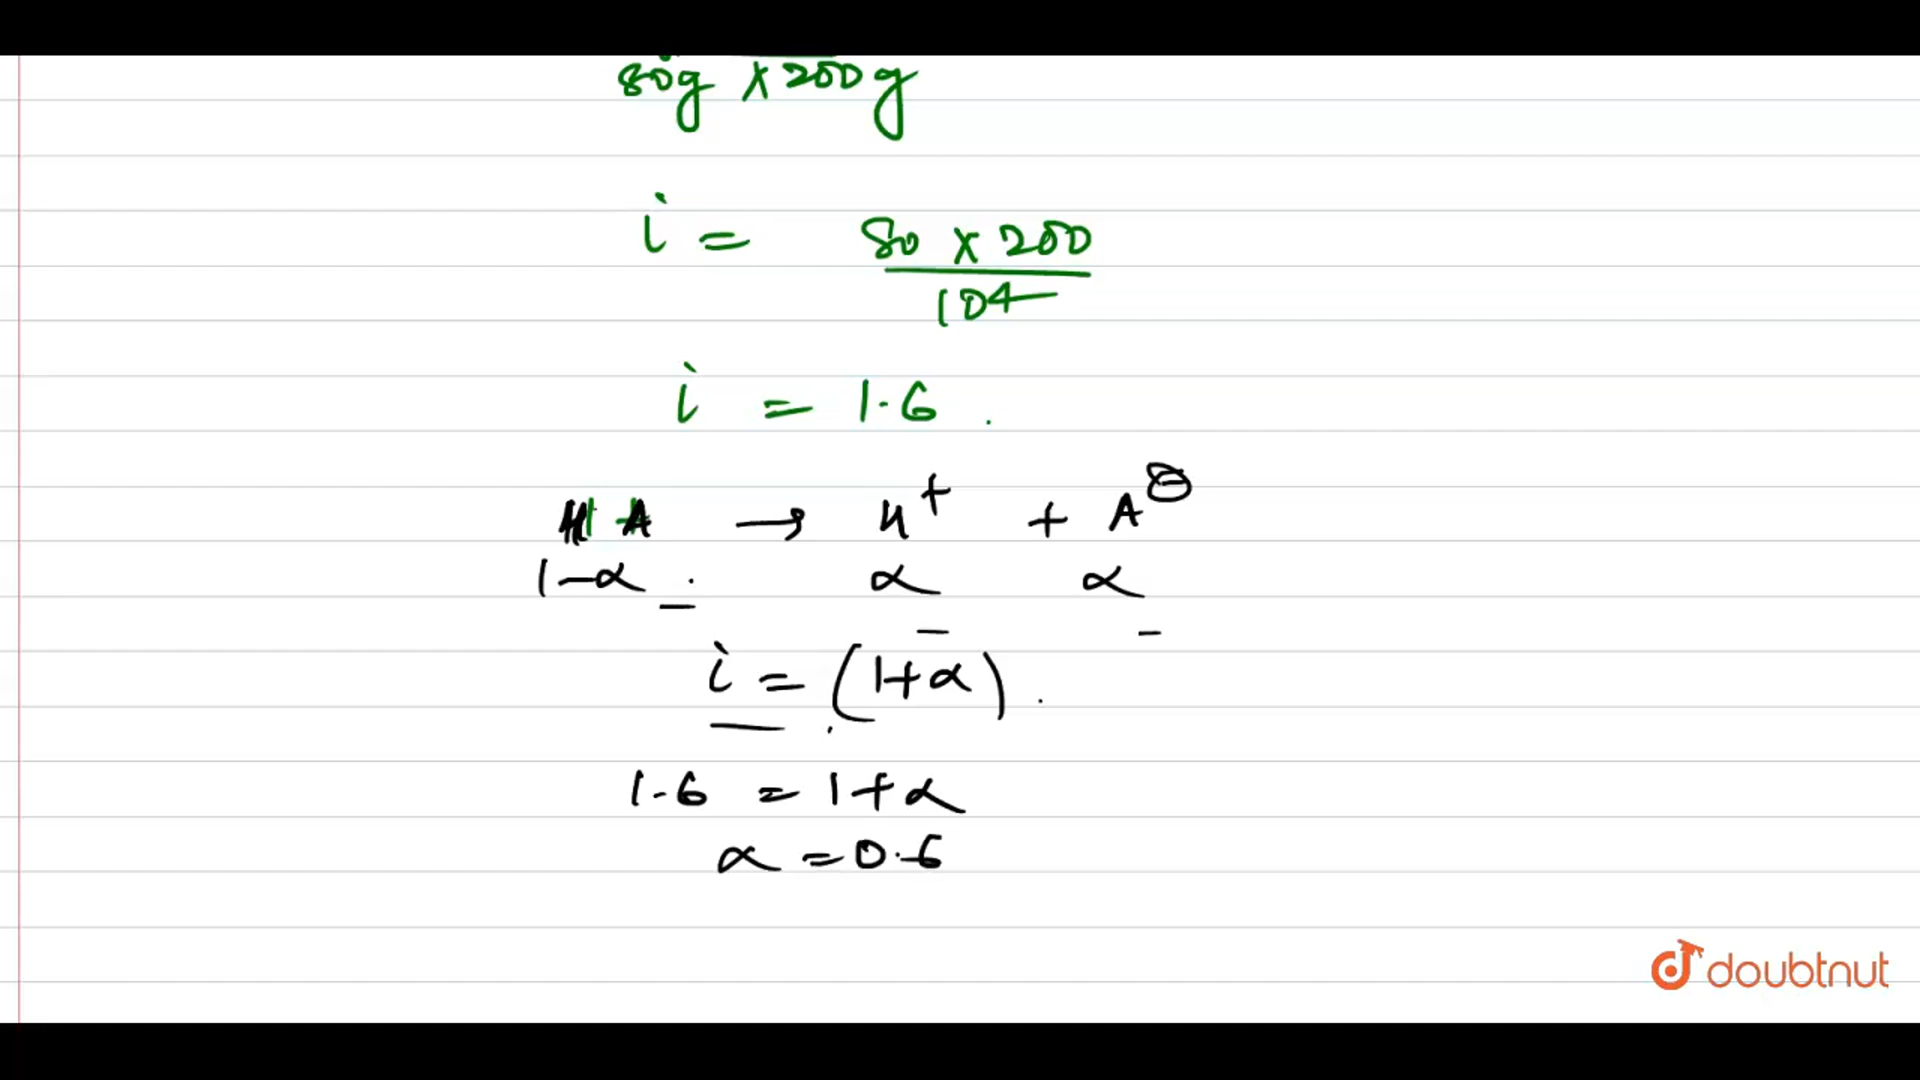 80g × 200g
i = 80 × 200
10⁴
i = 1.6 .
HA → H⁺ + A⊖
1-α α α
i = (1+α).
1.6 = 1+α
α = 0.6
doubtnut